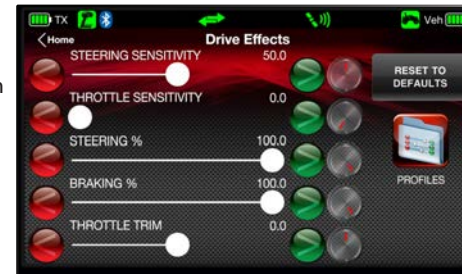 TX
Veh
Home
Drive Effects
STEERING SENSITIVITY 50.0
THROTTLE SENSITIVITY 0.0
STEERING % 100.0
BRAKING % 100.0
THROTTLE TRIM 0.0
RESET TO
DEFAULTS
PROFILES